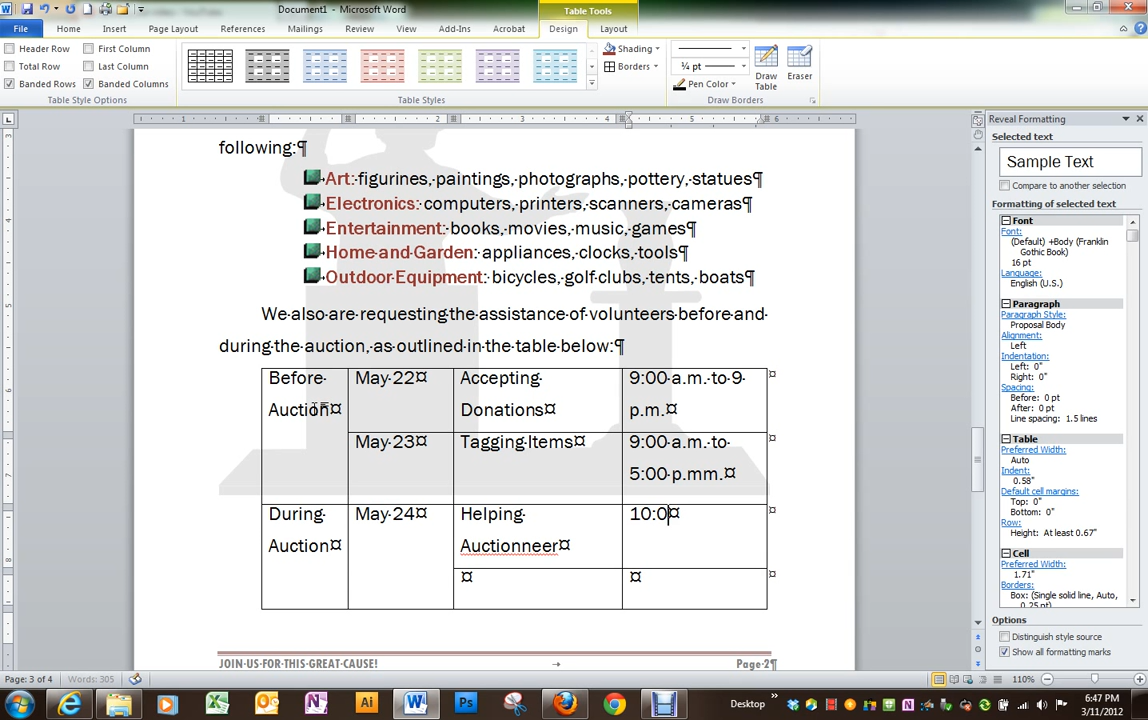 Document1 - Microsoft Word
Table Tools
File Home Insert Page Layout References Mailings Review View Add-Ins Acrobat Design Layout
Header Row First Column
Total Row Last Column
Banded Rows Banded Columns
Table Style Options
Table Styles
Shading
Borders
¼ pt
Pen Color
Draw Table
Eraser
Draw Borders
following:¶
Art: figurines, paintings, photographs, pottery, statues¶
Electronics: computers, printers, scanners, cameras¶
Entertainment: books, movies, music, games¶
Home and Garden: appliances, clocks, tools¶
Outdoor Equipment: bicycles, golf clubs, tents, boats¶
We also are requesting the assistance of volunteers before and
during the auction, as outlined in the table below:¶
Before Auction¤ May 22¤ Accepting Donations¤ 9:00 a.m. to 9 p.m.¤
May 23¤ Tagging Items¤ 9:00 a.m. to 5:00 p.mm.¤
During Auction¤ May 24¤ Helping Auctionneer¤ 10:0¤
¤ ¤
JOIN US FOR THIS GREAT CAUSE! Page 2¶
Reveal Formatting
Selected text
Sample Text
Compare to another selection
Formatting of selected text
Font
Font:
(Default) +Body (Franklin
Gothic Book)
16 pt
Language:
English (U.S.)
Paragraph
Paragraph Style:
Proposal Body
Alignment:
Left
Indentation:
Left: 0"
Right: 0"
Spacing:
Before: 0 pt
After: 0 pt
Line spacing: 1.5 lines
Table
Preferred Width:
Auto
Indent:
0.58"
Default cell margins:
Top: 0"
Bottom: 0"
Row:
Height: At least 0.67"
Cell
Preferred Width:
1.71"
Borders:
Box: (Single solid line, Auto,
0.25 pt)
Options
Distinguish style source
Show all formatting marks
Page: 3 of 4 Words: 305
110%
Desktop
6:47 PM
3/11/2012